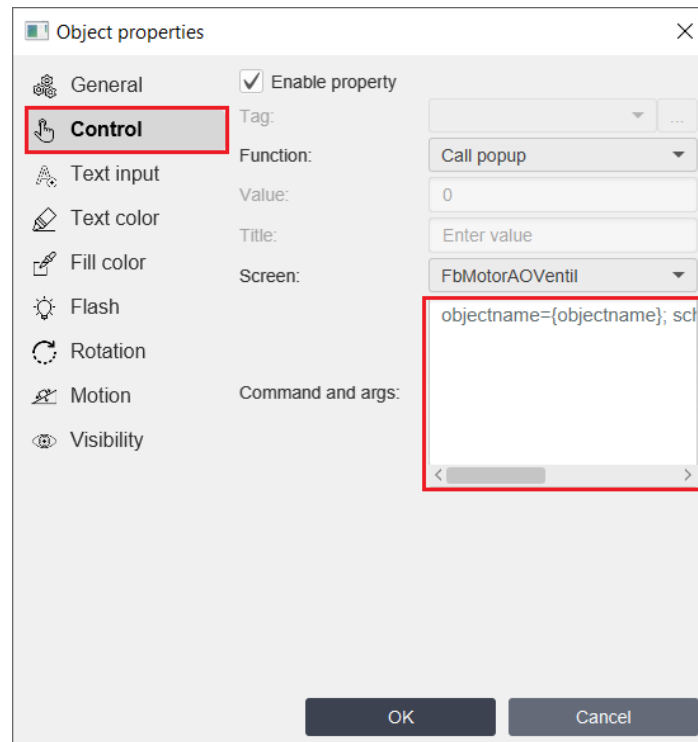 Object properties
General
Control
Text input
Text color
Fill color
Flash
Rotation
Motion
Visibility
Enable property
Tag:
...
Function:
Call popup
Value:
0
Title:
Enter value
Screen:
FbMotorAOVentil
Command and args:
objectname={objectname};
OK
Cancel